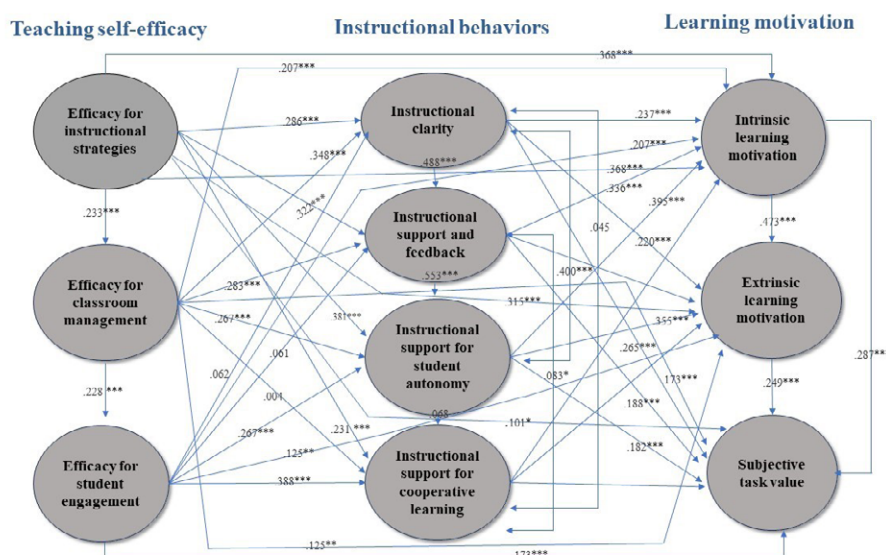 Teaching self-efficacy
Instructional behaviors
Learning motivation
.368***
.207***
Efficacy for
instructional
strategies
.286***
Instructional
clarity
.237***
Intrinsic
learning
motivation
.348***
.488***
.207***
.368***
.336***
.322***
.395***
.233***
Instructional
support and
feedback
.045
.473***
.220***
.400***
.283***
.553***
Efficacy for
classroom
management
.267***
.381***
.315***
Extrinsic
learning
motivation
.355***
.061
Instructional
support for
student
autonomy
.265***
.287***
.062
.083*
.173***
.249***
.228 ***
.004
.188***
.068
.101*
.267***
.231 ***
.182***
.125**
Efficacy for
student
engagement
.388***
Instructional
support for
cooperative
learning
Subjective
task value
.125**
.173***